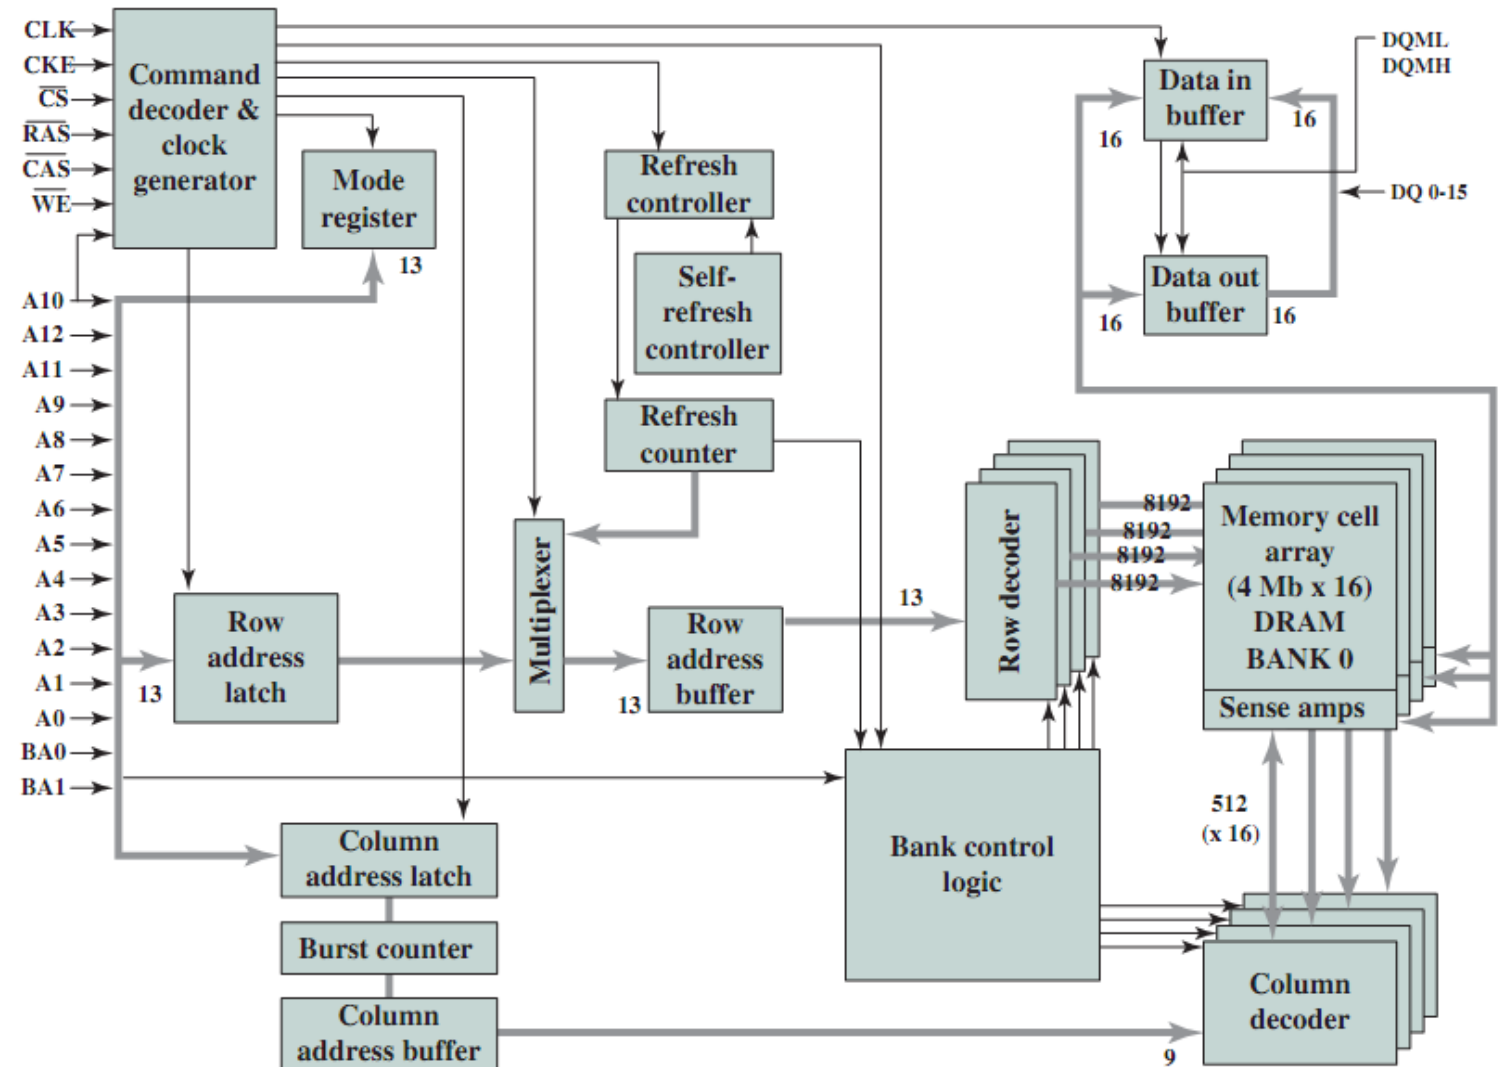 CLK
CKE
C̅S̅
R̅A̅S̅
C̅A̅S̅
W̅E̅
A10
A12
A11
A9
A8
A7
A6
A5
A4
A3
A2
A1
A0
BA0
BA1
Command
decoder &
clock
generator
Mode
register
13
Refresh
controller
Self-
refresh
controller
Refresh
counter
Data in
buffer
16
16
DQML
DQMH
DQ 0-15
Data out
buffer
16
16
Row
address
latch
13
Multiplexer
13
Row
address
buffer
13
Row decoder
8192
8192
8192
8192
Memory cell
array
(4 Mb x 16)
DRAM
BANK 0
Sense amps
512
(x 16)
Bank control
logic
Column
address latch
Burst counter
Column
address buffer
9
Column
decoder